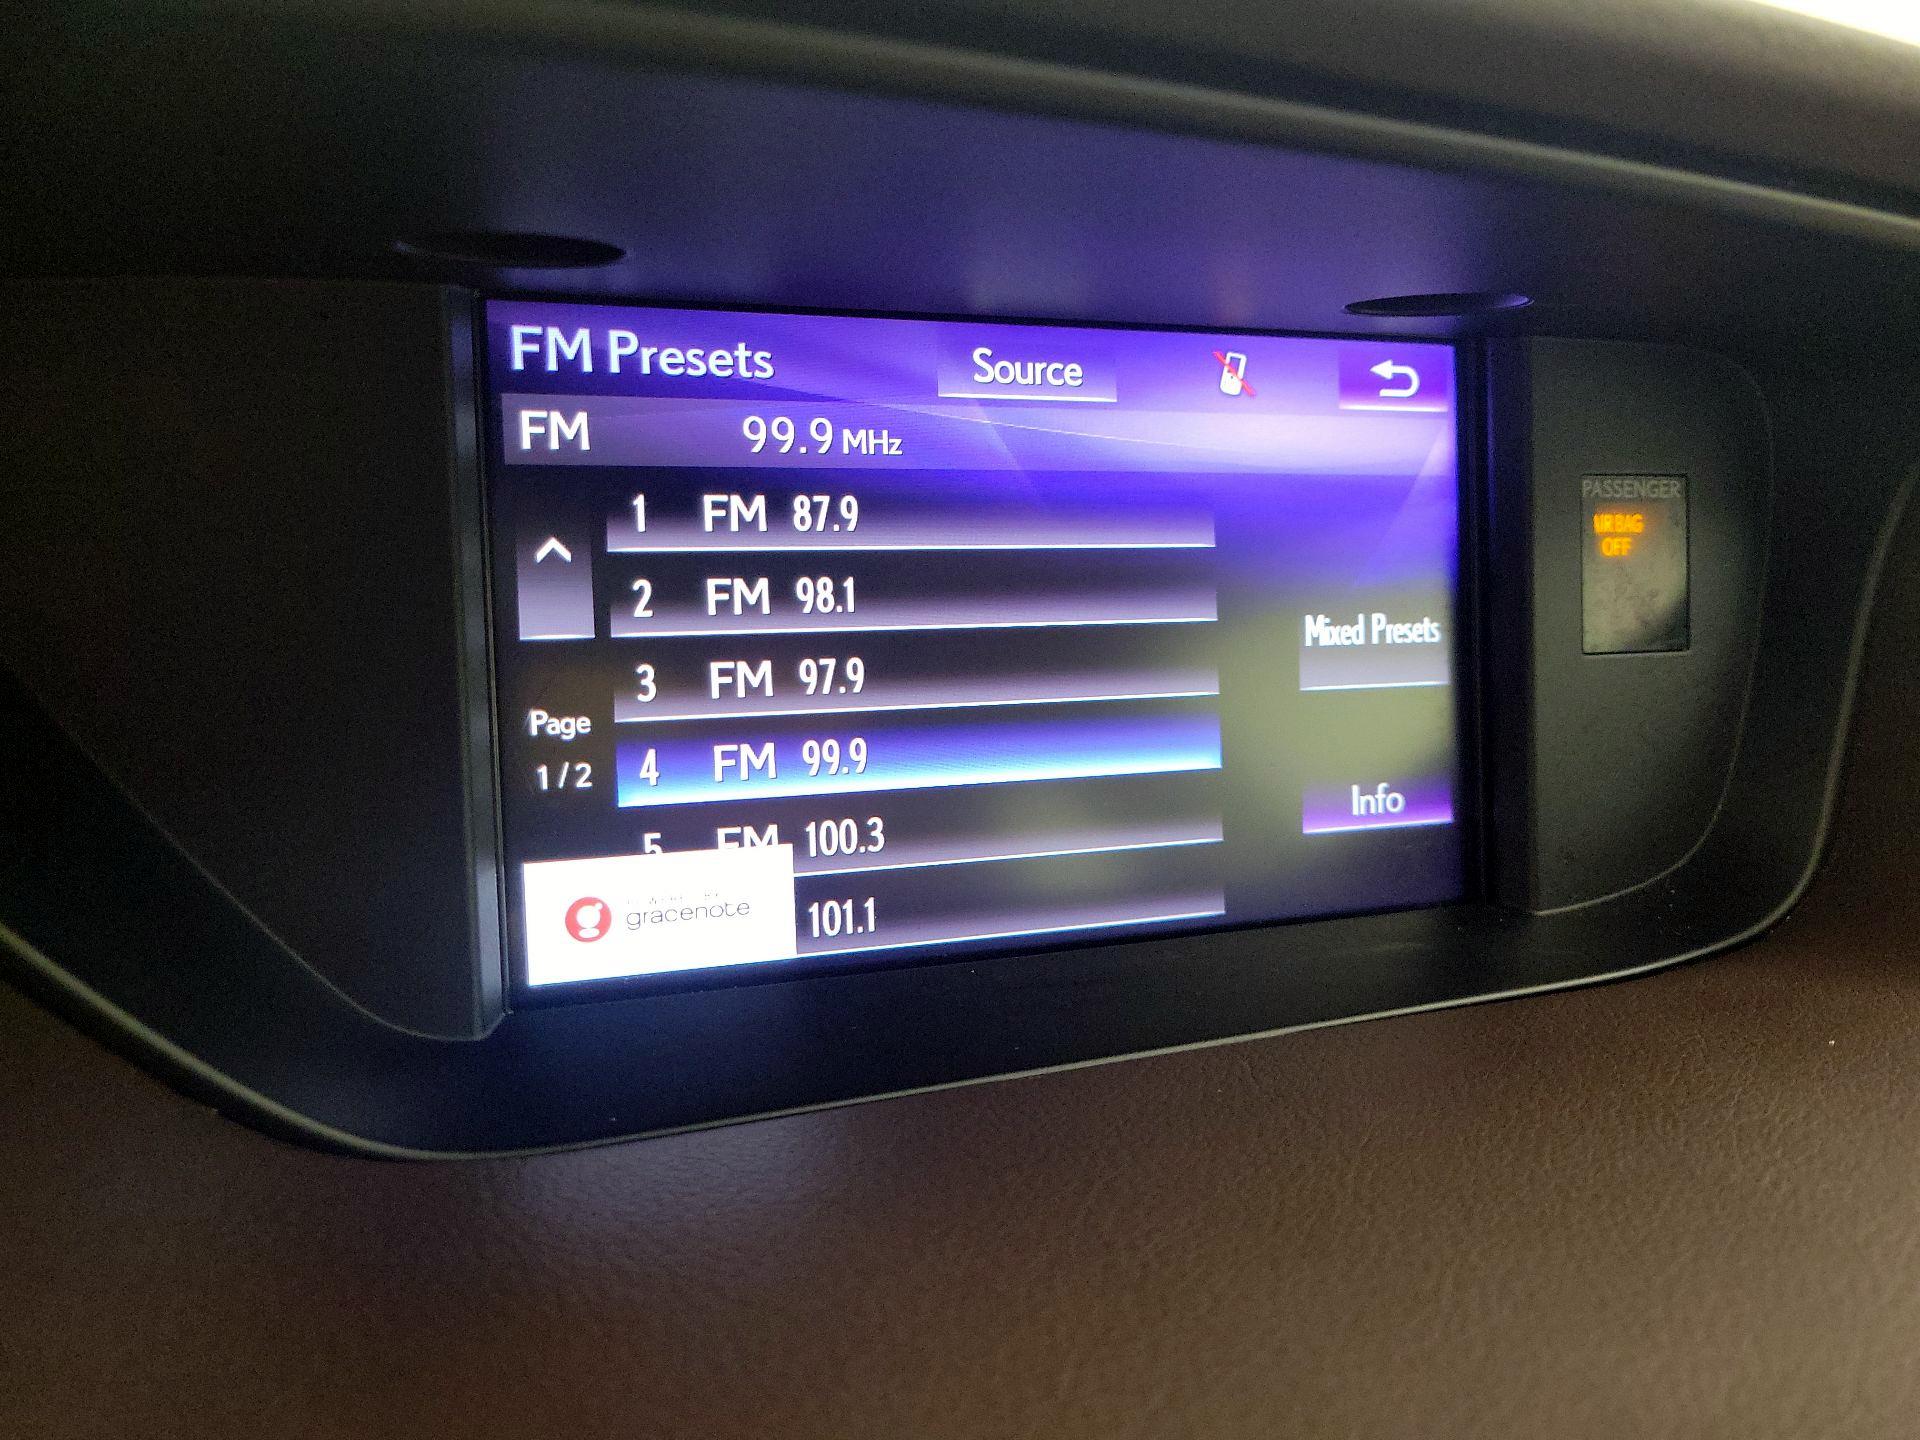 FM Presets
Source
FM 99.9 MHz
1 FM 87.9
2 FM 98.1
3 FM 97.9
Mixed Presets
Page
1/2
4 FM 99.9
Info
5 FM 100.3
gracenote
101.1
PASSENGER
AIR BAG
OFF